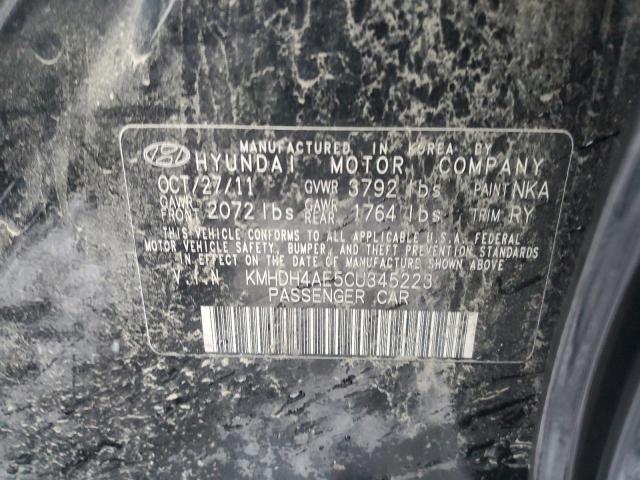 MANUFACTURED IN KOREA BY
HYUNDAI MOTOR COMPANY
OCT/27/11 GVWR 3792 lbs PAINT NKA
GAWR FRONT 2072 lbs GAWR REAR 1764 lbs TRIM RY
THIS VEHICLE CONFORMS TO ALL APPLICABLE U.S.A. FEDERAL
MOTOR VEHICLE SAFETY, BUMPER, AND THEFT PREVENTION STANDARDS
IN EFFECT ON THE DATE OF MANUFACTURE SHOWN ABOVE
V I N KMHDH4AE5CU345223
PASSENGER CAR